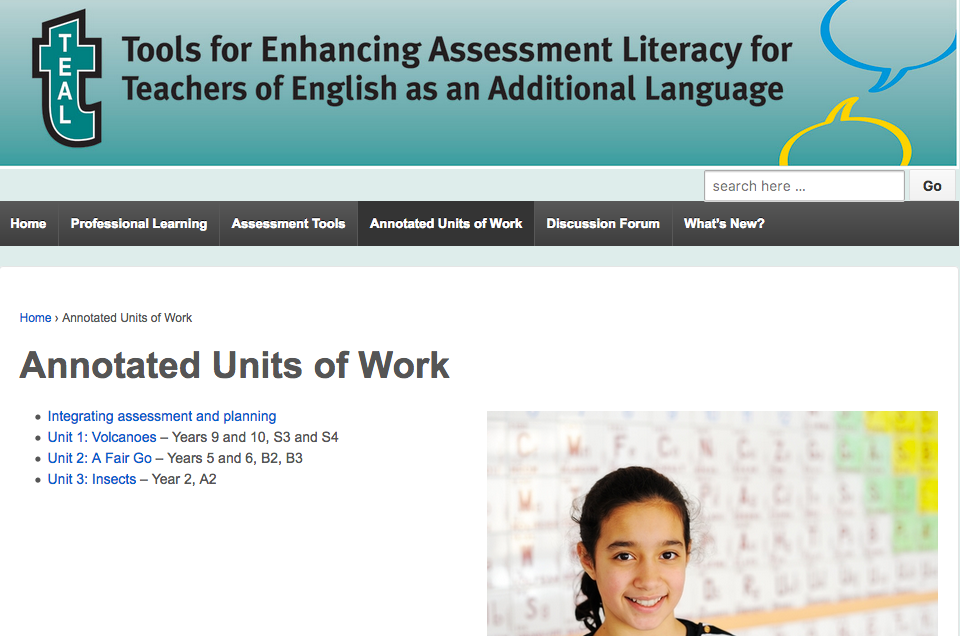 TEAL
Tools for Enhancing Assessment Literacy for
Teachers of English as an Additional Language
search here ...
Go
Home
Professional Learning
Assessment Tools
Annotated Units of Work
Discussion Forum
What's New?
Home › Annotated Units of Work
Annotated Units of Work
Integrating assessment and planning
Unit 1: Volcanoes – Years 9 and 10, S3 and S4
Unit 2: A Fair Go – Years 5 and 6, B2, B3
Unit 3: Insects – Year 2, A2